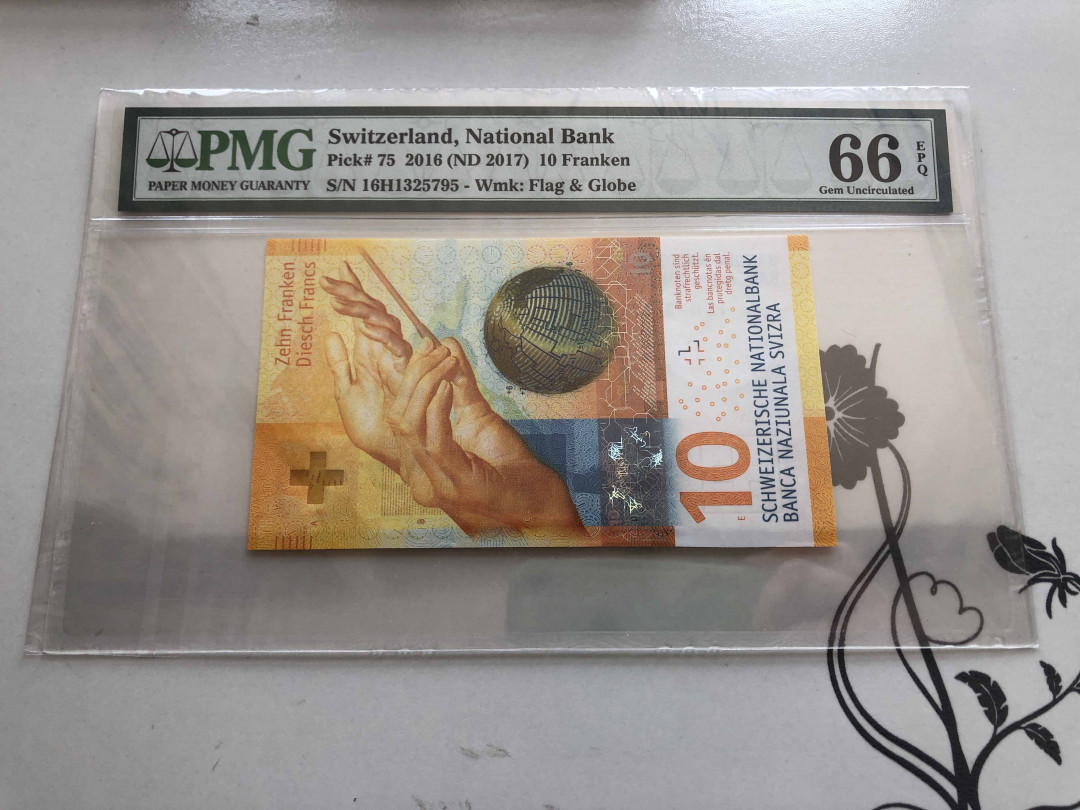 PMG
PAPER MONEY GUARANTY
Switzerland, National Bank
Pick# 75 2016 (ND 2017) 10 Franken
S/N 16H1325795 - Wmk: Flag & Globe
66 EPQ
Gem Uncirculated
Zehn Franken
Diesch Francs
Banknoten sind
strafrechtlich
geschützt.
Las bancnotas èn
protegidas dal
dretg penal.
10
SCHWEIZERISCHE NATIONALBANK
BANCA NAZIUNALA SVIZRA